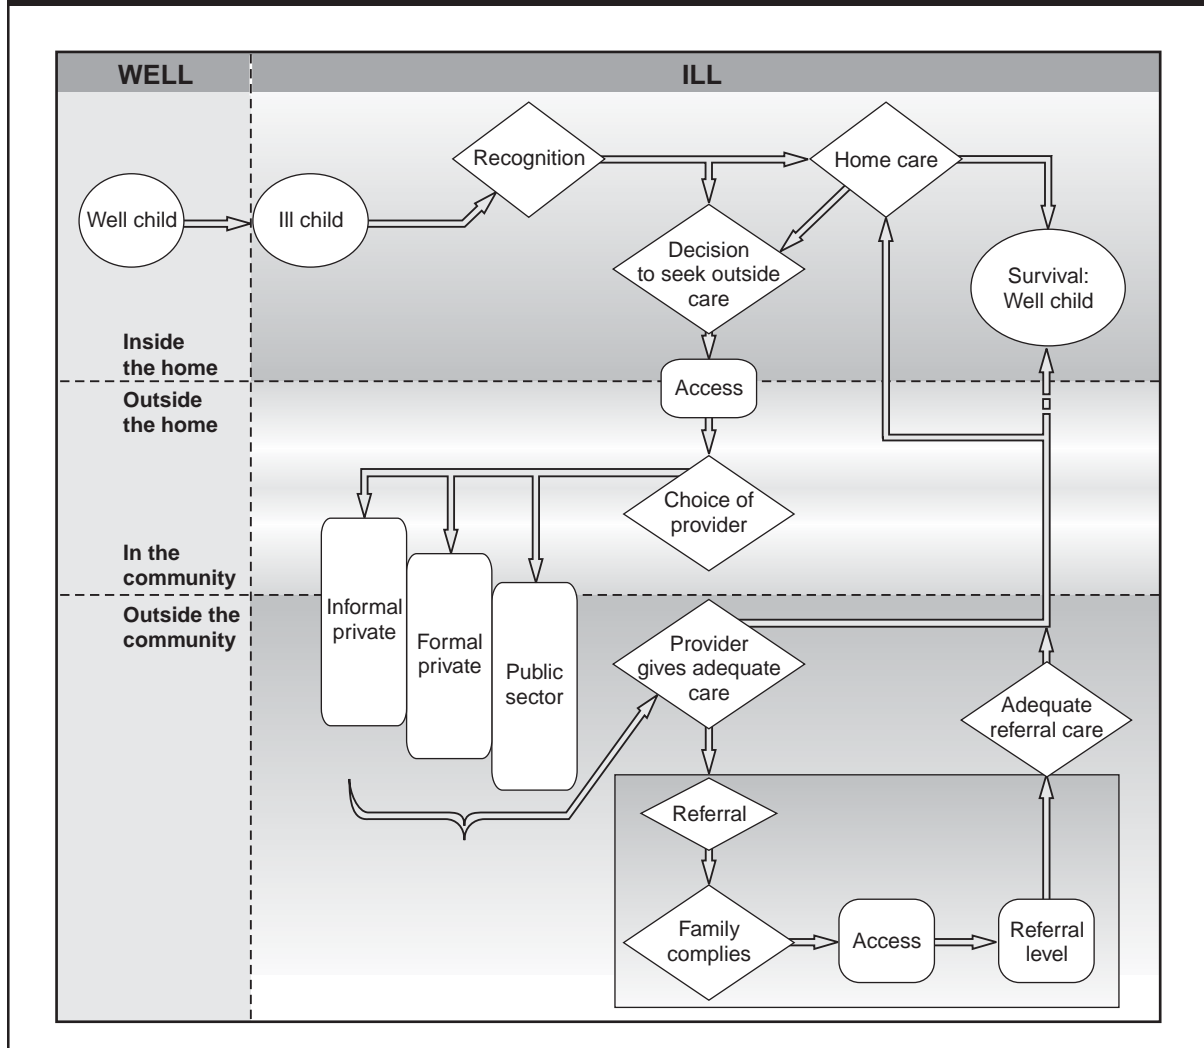 WELL
ILL
Well child
Ill child
Recognition
Home care
Decision
to seek outside
care
Survival:
Well child
Inside
the home
Outside
the home
Access
Choice of
provider
In the
community
Outside the
community
Informal
private
Formal
private
Public
sector
Provider
gives adequate
care
Adequate
referral care
Referral
Family
complies
Access
Referral
level